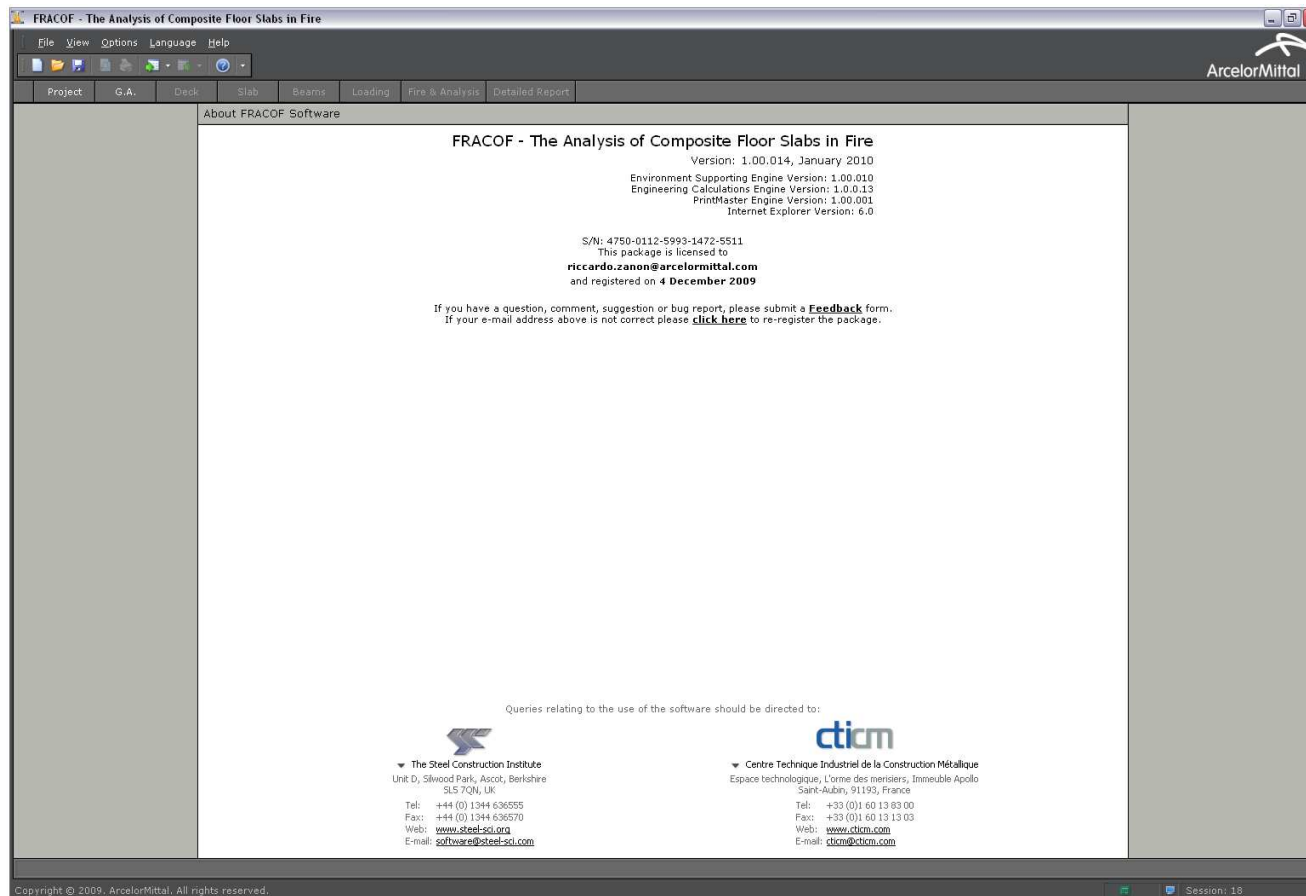 FRACOF - The Analysis of Composite Floor Slabs in Fire
File View Options Language Help
ArcelorMittal
Project G.A. Deck Slab Beams Loading Fire & Analysis Detailed Report
About FRACOF Software
FRACOF - The Analysis of Composite Floor Slabs in Fire
Version: 1.00.014, January 2010
Environment Supporting Engine Version: 1.00.010
Engineering Calculations Engine Version: 1.0.0.13
PrintMaster Engine Version: 1.00.001
Internet Explorer Version: 6.0
S/N: 4750-0112-5993-1472-5511
This package is licensed to
riccardo.zanon@arcelormittal.com
and registered on 4 December 2009
If you have a question, comment, suggestion or bug report, please submit a Feedback form.
If your e-mail address above is not correct please click here to re-register the package.
Queries relating to the use of the software should be directed to:
The Steel Construction Institute
Unit D, Silwood Park, Ascot, Berkshire
SL5 7QN, UK
Tel: +44 (0) 1344 636555
Fax: +44 (0) 1344 636570
Web: www.steel-sci.org
E-mail: software@steel-sci.com
cticm
Centre Technique Industriel de la Construction Métallique
Espace technologique, L'orme des merisiers, Immeuble Apollo
Saint-Aubin, 91193, France
Tel: +33 (0)1 60 13 83 00
Fax: +33 (0)1 60 13 13 03
Web: www.cticm.com
E-mail: cticm@cticm.com
Copyright © 2009. ArcelorMittal. All rights reserved.
Session: 18